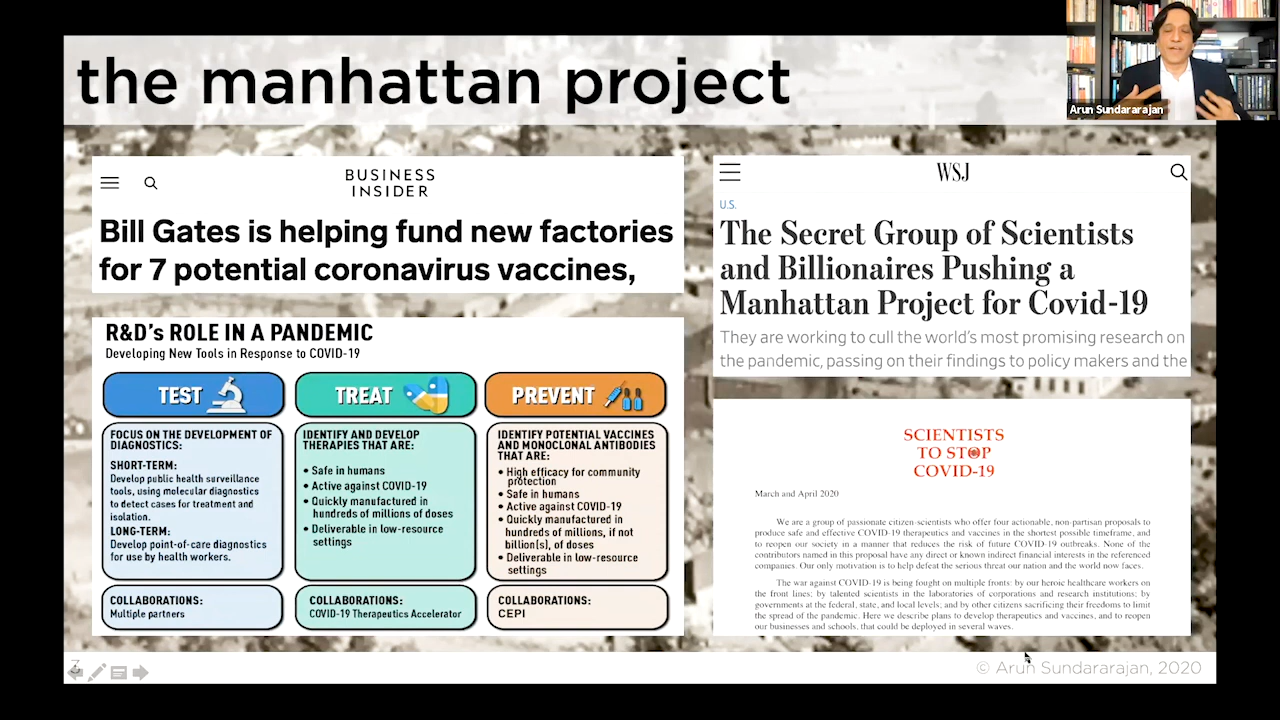 the manhattan project
Arun Sundararajan
BUSINESS
INSIDER
Bill Gates is helping fund new factories
for 7 potential coronavirus vaccines,
R&D's ROLE IN A PANDEMIC
Developing New Tools in Response to COVID-19
TEST
FOCUS ON THE DEVELOPMENT OF
DIAGNOSTICS:
SHORT-TERM:
Develop public health surveillance
tools, using molecular diagnostics
to detect cases for treatment and
isolation.
LONG-TERM:
Develop point-of-care diagnostics
for use by health workers.
COLLABORATIONS:
Multiple partners
TREAT
IDENTIFY AND DEVELOP
THERAPIES THAT ARE:
• Safe in humans
• Active against COVID-19
• Quickly manufactured in
hundreds of millions of doses
• Deliverable in low-resource
settings
COLLABORATIONS:
COVID-19 Therapeutics Accelerator
PREVENT
IDENTIFY POTENTIAL VACCINES
AND MONOCLONAL ANTIBODIES
THAT ARE:
• High efficacy for community
protection
• Safe in humans
• Active against COVID-19
• Quickly manufactured in
hundreds of millions, if not
billion(s), of doses
• Deliverable in low-resource
settings
COLLABORATIONS:
CEPI
WSJ
U.S.
The Secret Group of Scientists
and Billionaires Pushing a
Manhattan Project for Covid-19
They are working to cull the world's most promising research on
the pandemic, passing on their findings to policy makers and the
SCIENTISTS
TO STOP
COVID-19
March and April 2020
We are a group of passionate citizen-scientists who offer four actionable, non-partisan proposals to
produce safe and effective COVID-19 therapeutics and vaccines in the shortest possible timeframe, and
to reopen our society in a manner that reduces the risk of future COVID-19 outbreaks. None of the
contributors named in this proposal have any direct or known indirect financial interests in the referenced
companies. Our only motivation is to help defeat the serious threat our nation and the world now faces.
The war against COVID-19 is being fought on multiple fronts: by our heroic healthcare workers on
the front lines; by talented scientists in the laboratories of corporations and research institutions; by
governments at the federal, state, and local levels; and by other citizens sacrificing their freedoms to limit
the spread of the pandemic. Here we describe plans to develop therapeutics and vaccines, and to reopen
our businesses and schools, that could be deployed in several waves.
© Arun Sundararajan, 2020